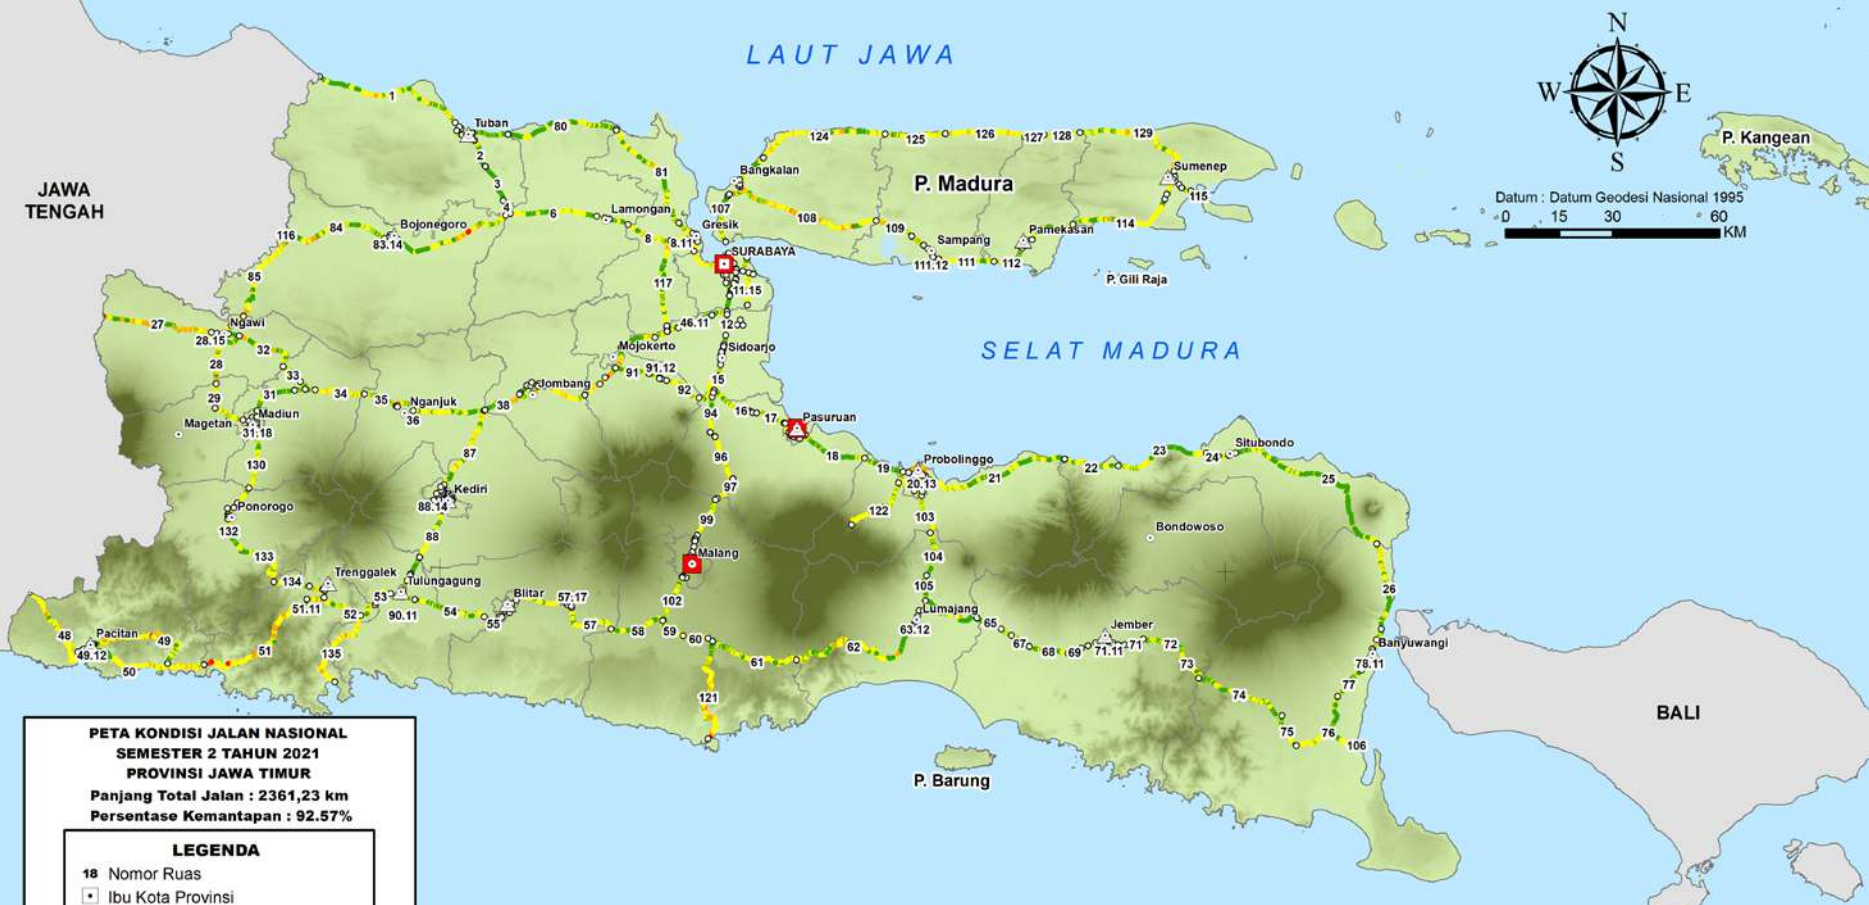 LAUT JAWA
N
W
E
S
P. Kangean
Datum : Datum Geodesi Nasional 1995
0 15 30 60
KM
JAWA
TENGAH
1
Tuban
80
2
3
4
81
6
Lamongan
Gresik
8
8.11
SURABAYA
116
84
Bojonegoro
83.14
85
117
11.15
46.11
12
Sidoarjo
15
124
125
126
127
128
129
Bangkalan
P. Madura
Sumenep
115
107
108
109
114
Pamekasan
Sampang
111.12
111
112
P. Gili Raja
SELAT MADURA
27
Ngawi
28.15
32
28
33
29
31
34
35
Nganjuk
36
38
Jombang
Mojokerto
91
91.12
92
94
16
17
Pasuruan
Magetan
Madiun
31.18
130
87
96
18
19
Probolinggo
20.13
21
22
23
24
Situbondo
25
Kediri
88.14
97
Ponorogo
132
88
99
122
103
Bondowoso
133
Malang
104
134
Trenggalek
Tulungagung
105
26
51.11
53
52
90.11
54
Blitar
55
57.17
57
58
102
59
60
Lumajang
63.12
65
67
68
69
Jember
71.11
71
72
73
Banyuwangi
78.11
48
Pacitan
49
49.12
50
51
135
61
62
121
74
77
75
76
106
BALI
P. Barung
PETA KONDISI JALAN NASIONAL
SEMESTER 2 TAHUN 2021
PROVINSI JAWA TIMUR
Panjang Total Jalan : 2361,23 km
Persentase Kemantapan : 92.57%
LEGENDA
18 Nomor Ruas
Ibu Kota Provinsi